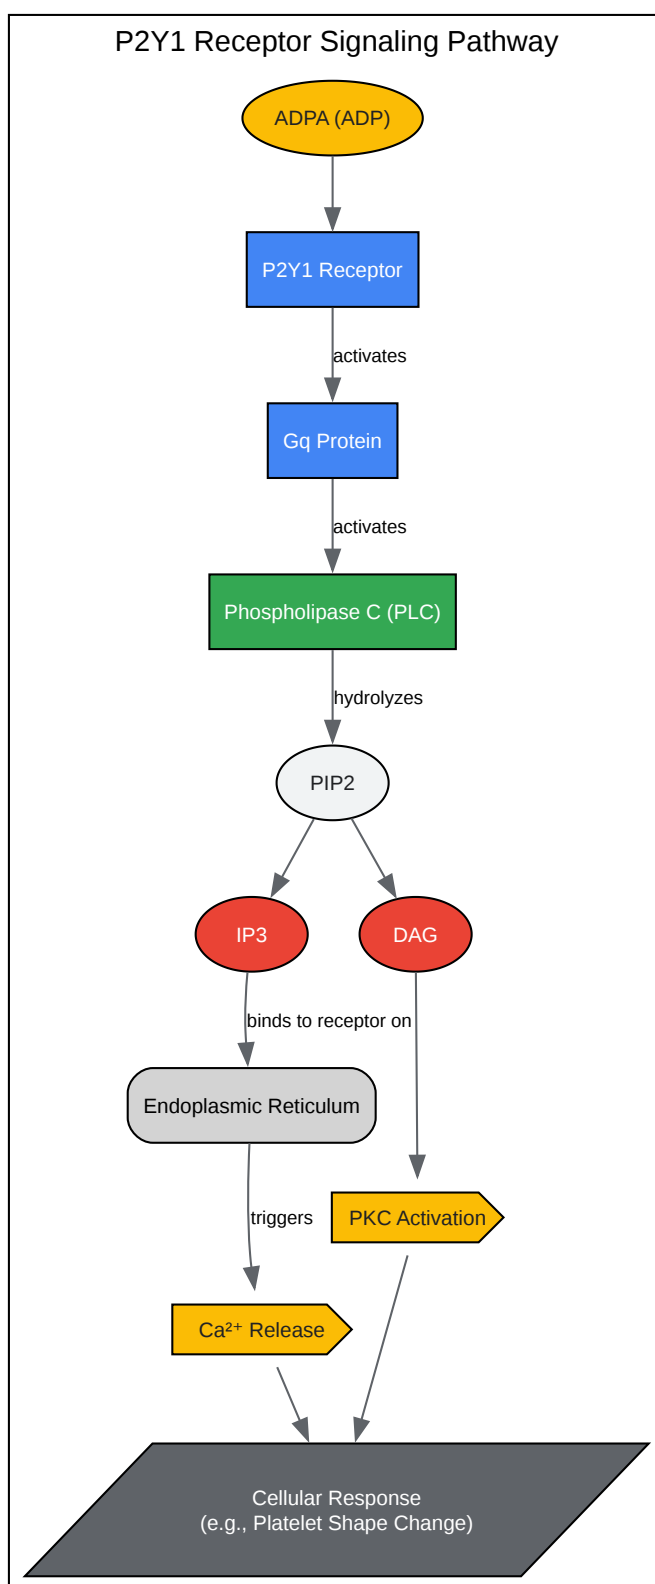 P2Y1 Receptor Signaling Pathway
ADPA (ADP)
P2Y1 Receptor
activates
Gq Protein
activates
Phospholipase C (PLC)
hydrolyzes
PIP2
IP3
DAG
binds to receptor on
Endoplasmic Reticulum
triggers
PKC Activation
Ca²⁺ Release
Cellular Response
(e.g., Platelet Shape Change)